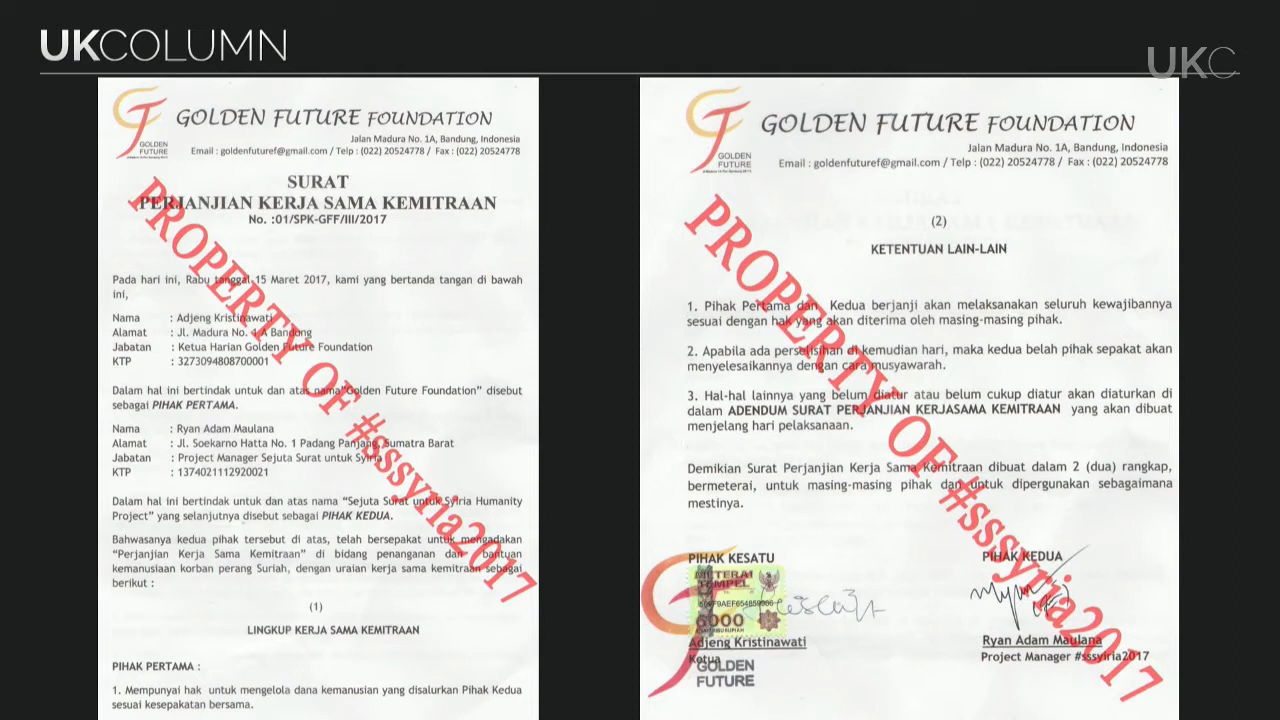 UKCOLUMN
UKC
GOLDEN FUTURE FOUNDATION
Jalan Madura No. 1A, Bandung, Indonesia
Email : goldenfuturef@gmail.com / Telp : (022) 20524778 / Fax : (022) 20524778
GOLDEN
FUTURE
SURAT
PERJANJIAN KERJA SAMA KEMITRAAN
No. :01/SPK-GFF/III/2017
Pada hari ini, Rabu tanggal 15 Maret 2017, kami yang bertanda tangan di bawah
ini,
Nama : Adjeng Kristinawati
Alamat : Jl. Madura No. 1 A Bandung
Jabatan : Ketua Harian Golden Future Foundation
KTP : 3273094808700001
Dalam hal ini bertindak untuk dan atas nama"Golden Future Foundation" disebut
sebagai PIHAK PERTAMA.
Nama : Ryan Adam Maulana
Alamat : Jl. Soekarno Hatta No. 1 Padang Panjang, Sumatra Barat
Jabatan : Project Manager Sejuta Surat untuk Syiria
KTP : 1374021112920021
Dalam hal ini bertindak untuk dan atas nama "Sejuta Surat untuk Syiria Humanity
Project" yang selanjutnya disebut sebagai PIHAK KEDUA.
Bahwasanya kedua pihak tersebut di atas, telah bersepakat untuk mengadakan
"Perjanjian Kerja Sama Kemitraan" di bidang penanganan dan bantuan
kemanusiaan korban perang Suriah, dengan uraian kerja sama kemitraan sebagai
berikut :
(1)
LINGKUP KERJA SAMA KEMITRAAN
PIHAK PERTAMA :
1. Mempunyai hak untuk mengelola dana kemanusian yang disalurkan Pihak Kedua
sesuai kesepakatan bersama.
PROPERTY OF #sssyria2017
GOLDEN FUTURE FOUNDATION
Jalan Madura No. 1A, Bandung, Indonesia
Email : goldenfuturef@gmail.com / Telp : (022) 20524778 / Fax : (022) 20524778
GOLDEN
FUTURE
(2)
KETENTUAN LAIN-LAIN
1. Pihak Pertama dan Kedua berjanji akan melaksanakan seluruh kewajibannya
sesuai dengan hak yang akan diterima oleh masing-masing pihak.
2. Apabila ada perselisihan di kemudian hari, maka kedua belah pihak sepakat akan
menyelesaikannya dengan cara musyawarah.
3. Hal-hal lainnya yang belum diatur atau belum cukup diatur akan diaturkan di
dalam ADENDUM SURAT PERJANJIAN KERJASAMA KEMITRAAN yang akan dibuat
menjelang hari pelaksanaan.
Demikian Surat Perjanjian Kerja Sama Kemitraan dibuat dalam 2 (dua) rangkap,
bermeterai, untuk masing-masing pihak dan untuk dipergunakan sebagaimana
mestinya.
PIHAK KESATU
PIHAK KEDUA
METERAI
TEMPEL
6000
Adjeng Kristinawati
Ketua
Ryan Adam Maulana
Project Manager #sssyiria2017
GOLDEN
FUTURE
PROPERTY OF #sssyria2017